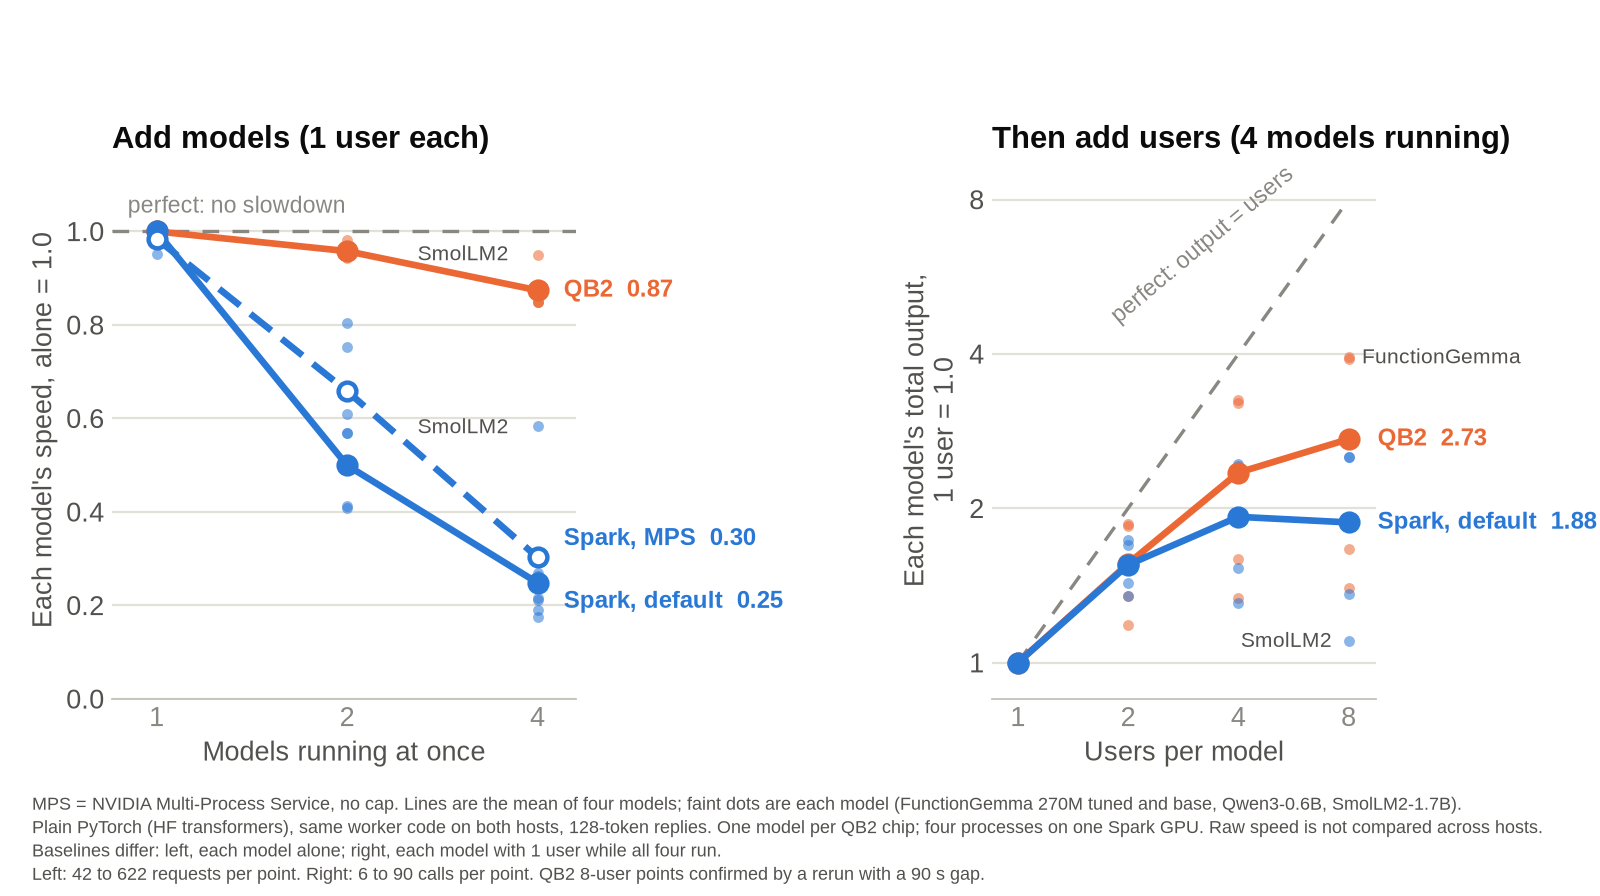 Add models (1 user each)
perfect: no slowdown
1.0
0.8
0.6
0.4
0.2
0.0
Each model's speed, alone = 1.0
SmolLM2
QB2 0.87
SmolLM2
Spark, MPS 0.30
Spark, default 0.25
1
2
4
Models running at once
Then add users (4 models running)
perfect: output = users
8
4
2
1
Each model's total output,
1 user = 1.0
FunctionGemma
QB2 2.73
Spark, default 1.88
SmolLM2
1
2
4
8
Users per model
MPS = NVIDIA Multi-Process Service, no cap. Lines are the mean of four models; faint dots are each model (FunctionGemma 270M tuned and base, Qwen3-0.6B, SmolLM2-1.7B).
Plain PyTorch (HF transformers), same worker code on both hosts, 128-token replies. One model per QB2 chip; four processes on one Spark GPU. Raw speed is not compared across hosts.
Baselines differ: left, each model alone; right, each model with 1 user while all four run.
Left: 42 to 622 requests per point. Right: 6 to 90 calls per point. QB2 8-user points confirmed by a rerun with a 90 s gap.